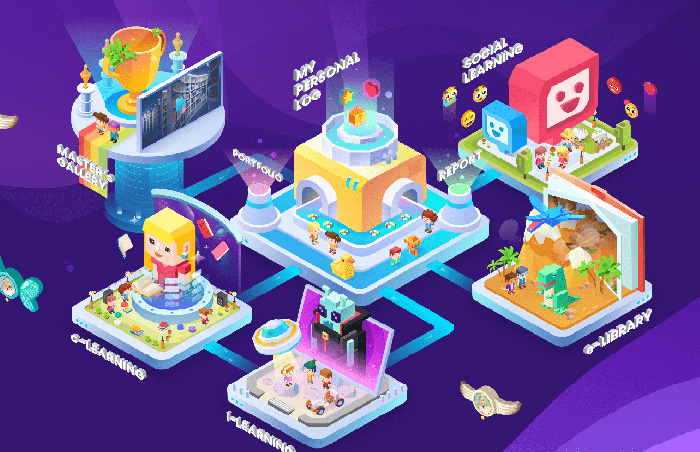 MY
PERSONAL
LOG
SOCIAL
LEARNING
MASTER'S
GALLERY
PORTFOLIO
REPORT
e-LEARNING
i-LEARNING
e-LIBRARY